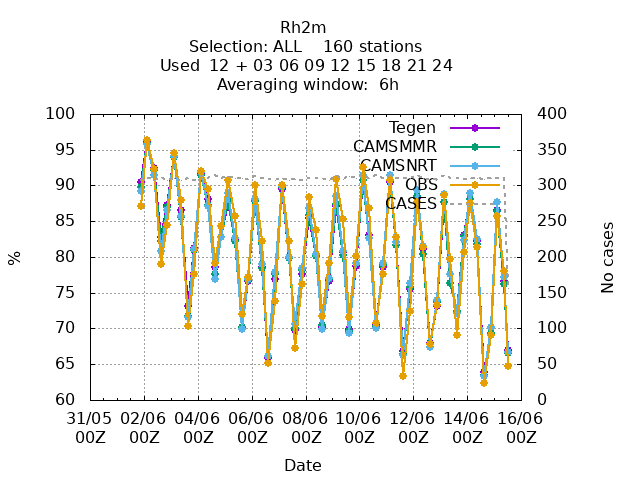 Rh2m
Selection: ALL    160 stations
Used  12 + 03 06 09 12 15 18 21 24
Averaging window:  6h
100 400
95 350
90 300
85 250
80 200
75 150
70 100
65 50
60 0
Tegen
CAMSMMR
CAMSNRT
OBS
CASES
%
No cases
31/05 02/06 04/06 06/06 08/06 10/06 12/06 14/06 16/06
00Z 00Z 00Z 00Z 00Z 00Z 00Z 00Z 00Z
Date